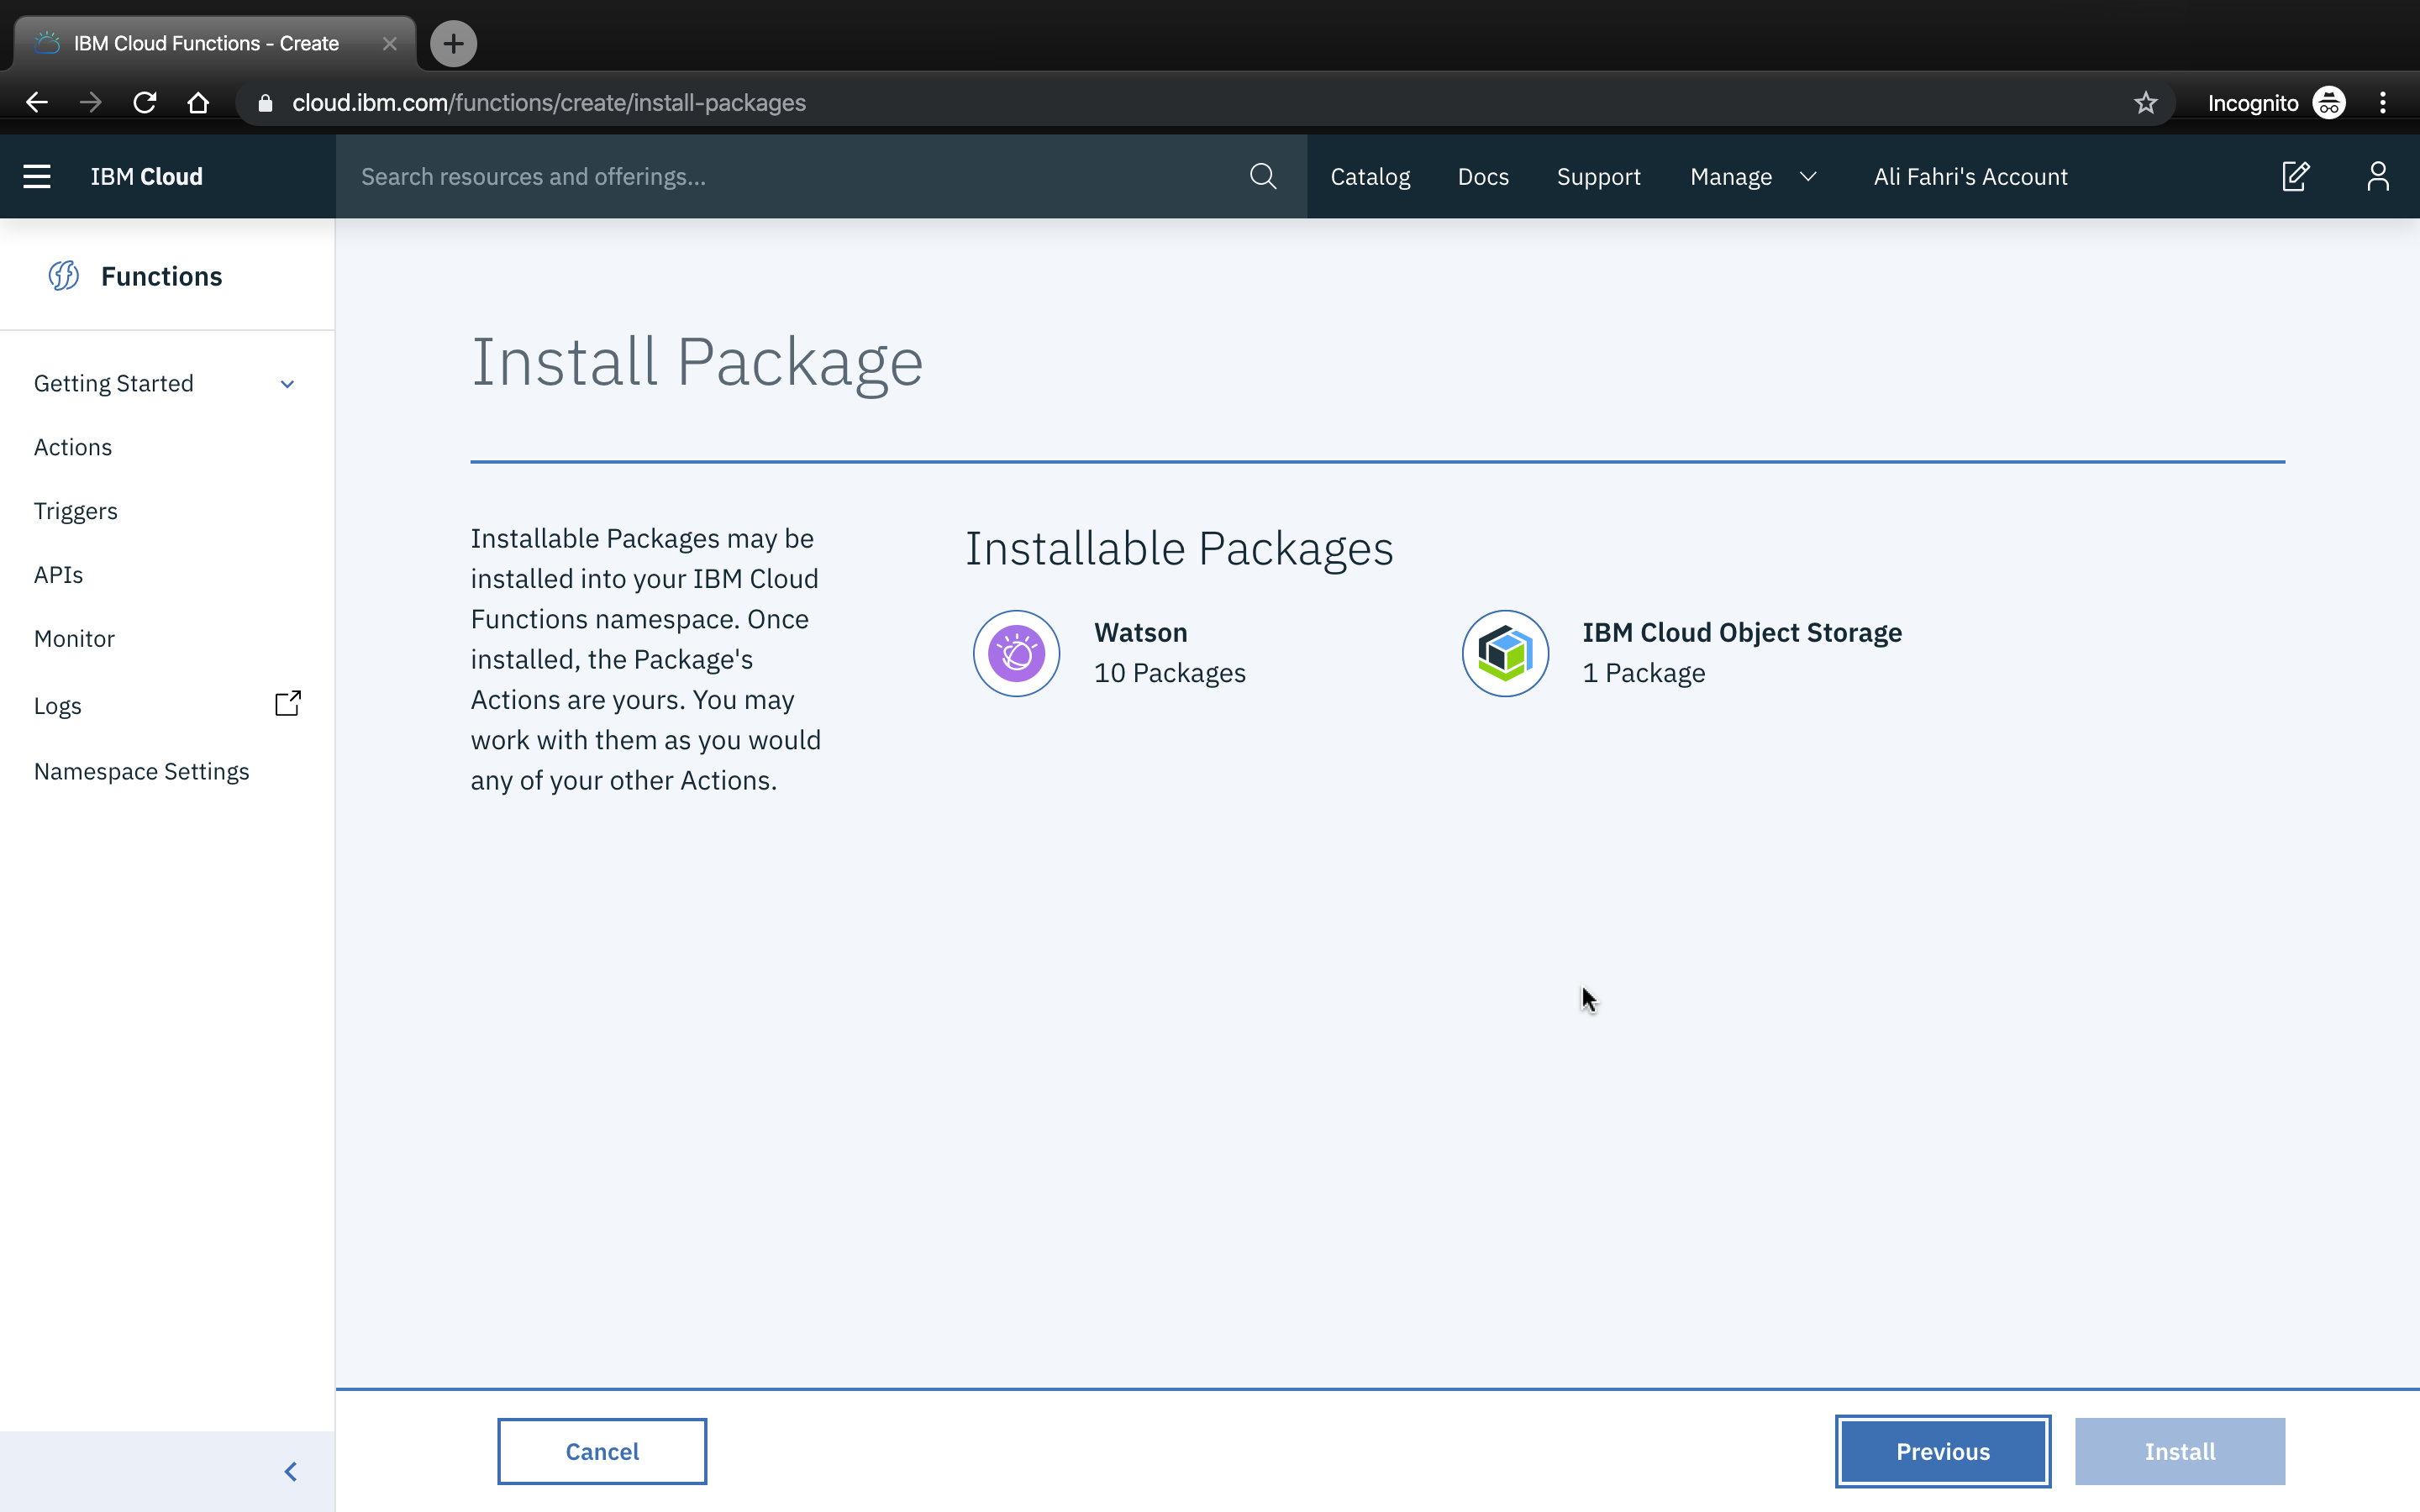 IBM Cloud Functions - Create
cloud.ibm.com/functions/create/install-packages
Incognito
IBM Cloud
Search resources and offerings...
Catalog
Docs
Support
Manage
Ali Fahri's Account
Functions
Getting Started
Actions
Triggers
APIs
Monitor
Logs
Namespace Settings
Install Package
Installable Packages may be
installed into your IBM Cloud
Functions namespace. Once
installed, the Package's
Actions are yours. You may
work with them as you would
any of your other Actions.
Installable Packages
Watson
10 Packages
IBM Cloud Object Storage
1 Package
Cancel
Previous
Install